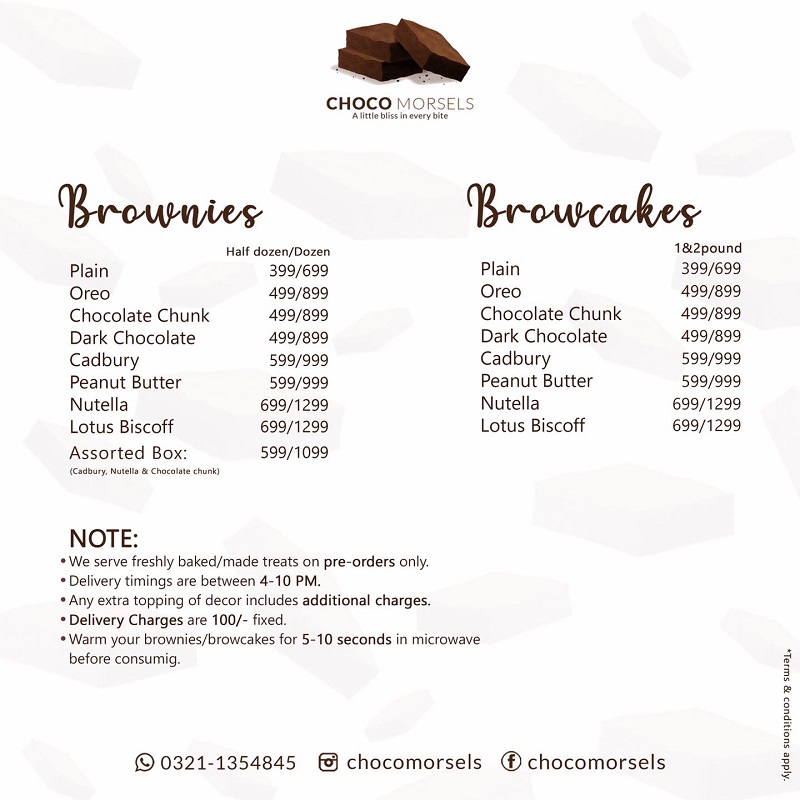 CHOCO MORSELS
A little bliss in every bite
Brownies
Half dozen/Dozen
Plain 399/699
Oreo 499/899
Chocolate Chunk 499/899
Dark Chocolate 499/899
Cadbury 599/999
Peanut Butter 599/999
Nutella 699/1299
Lotus Biscoff 699/1299
Assorted Box: 599/1099
(Cadbury, Nutella & Chocolate chunk)
Browcakes
1&2pound
Plain 399/699
Oreo 499/899
Chocolate Chunk 499/899
Dark Chocolate 499/899
Cadbury 599/999
Peanut Butter 599/999
Nutella 699/1299
Lotus Biscoff 699/1299
NOTE:
• We serve freshly baked/made treats on pre-orders only.
• Delivery timings are between 4-10 PM.
• Any extra topping of decor includes additional charges.
• Delivery Charges are 100/- fixed.
• Warm your brownies/browcakes for 5-10 seconds in microwave
before consumig.
*Terms & conditions apply.
0321-1354845 chocomorsels chocomorsels